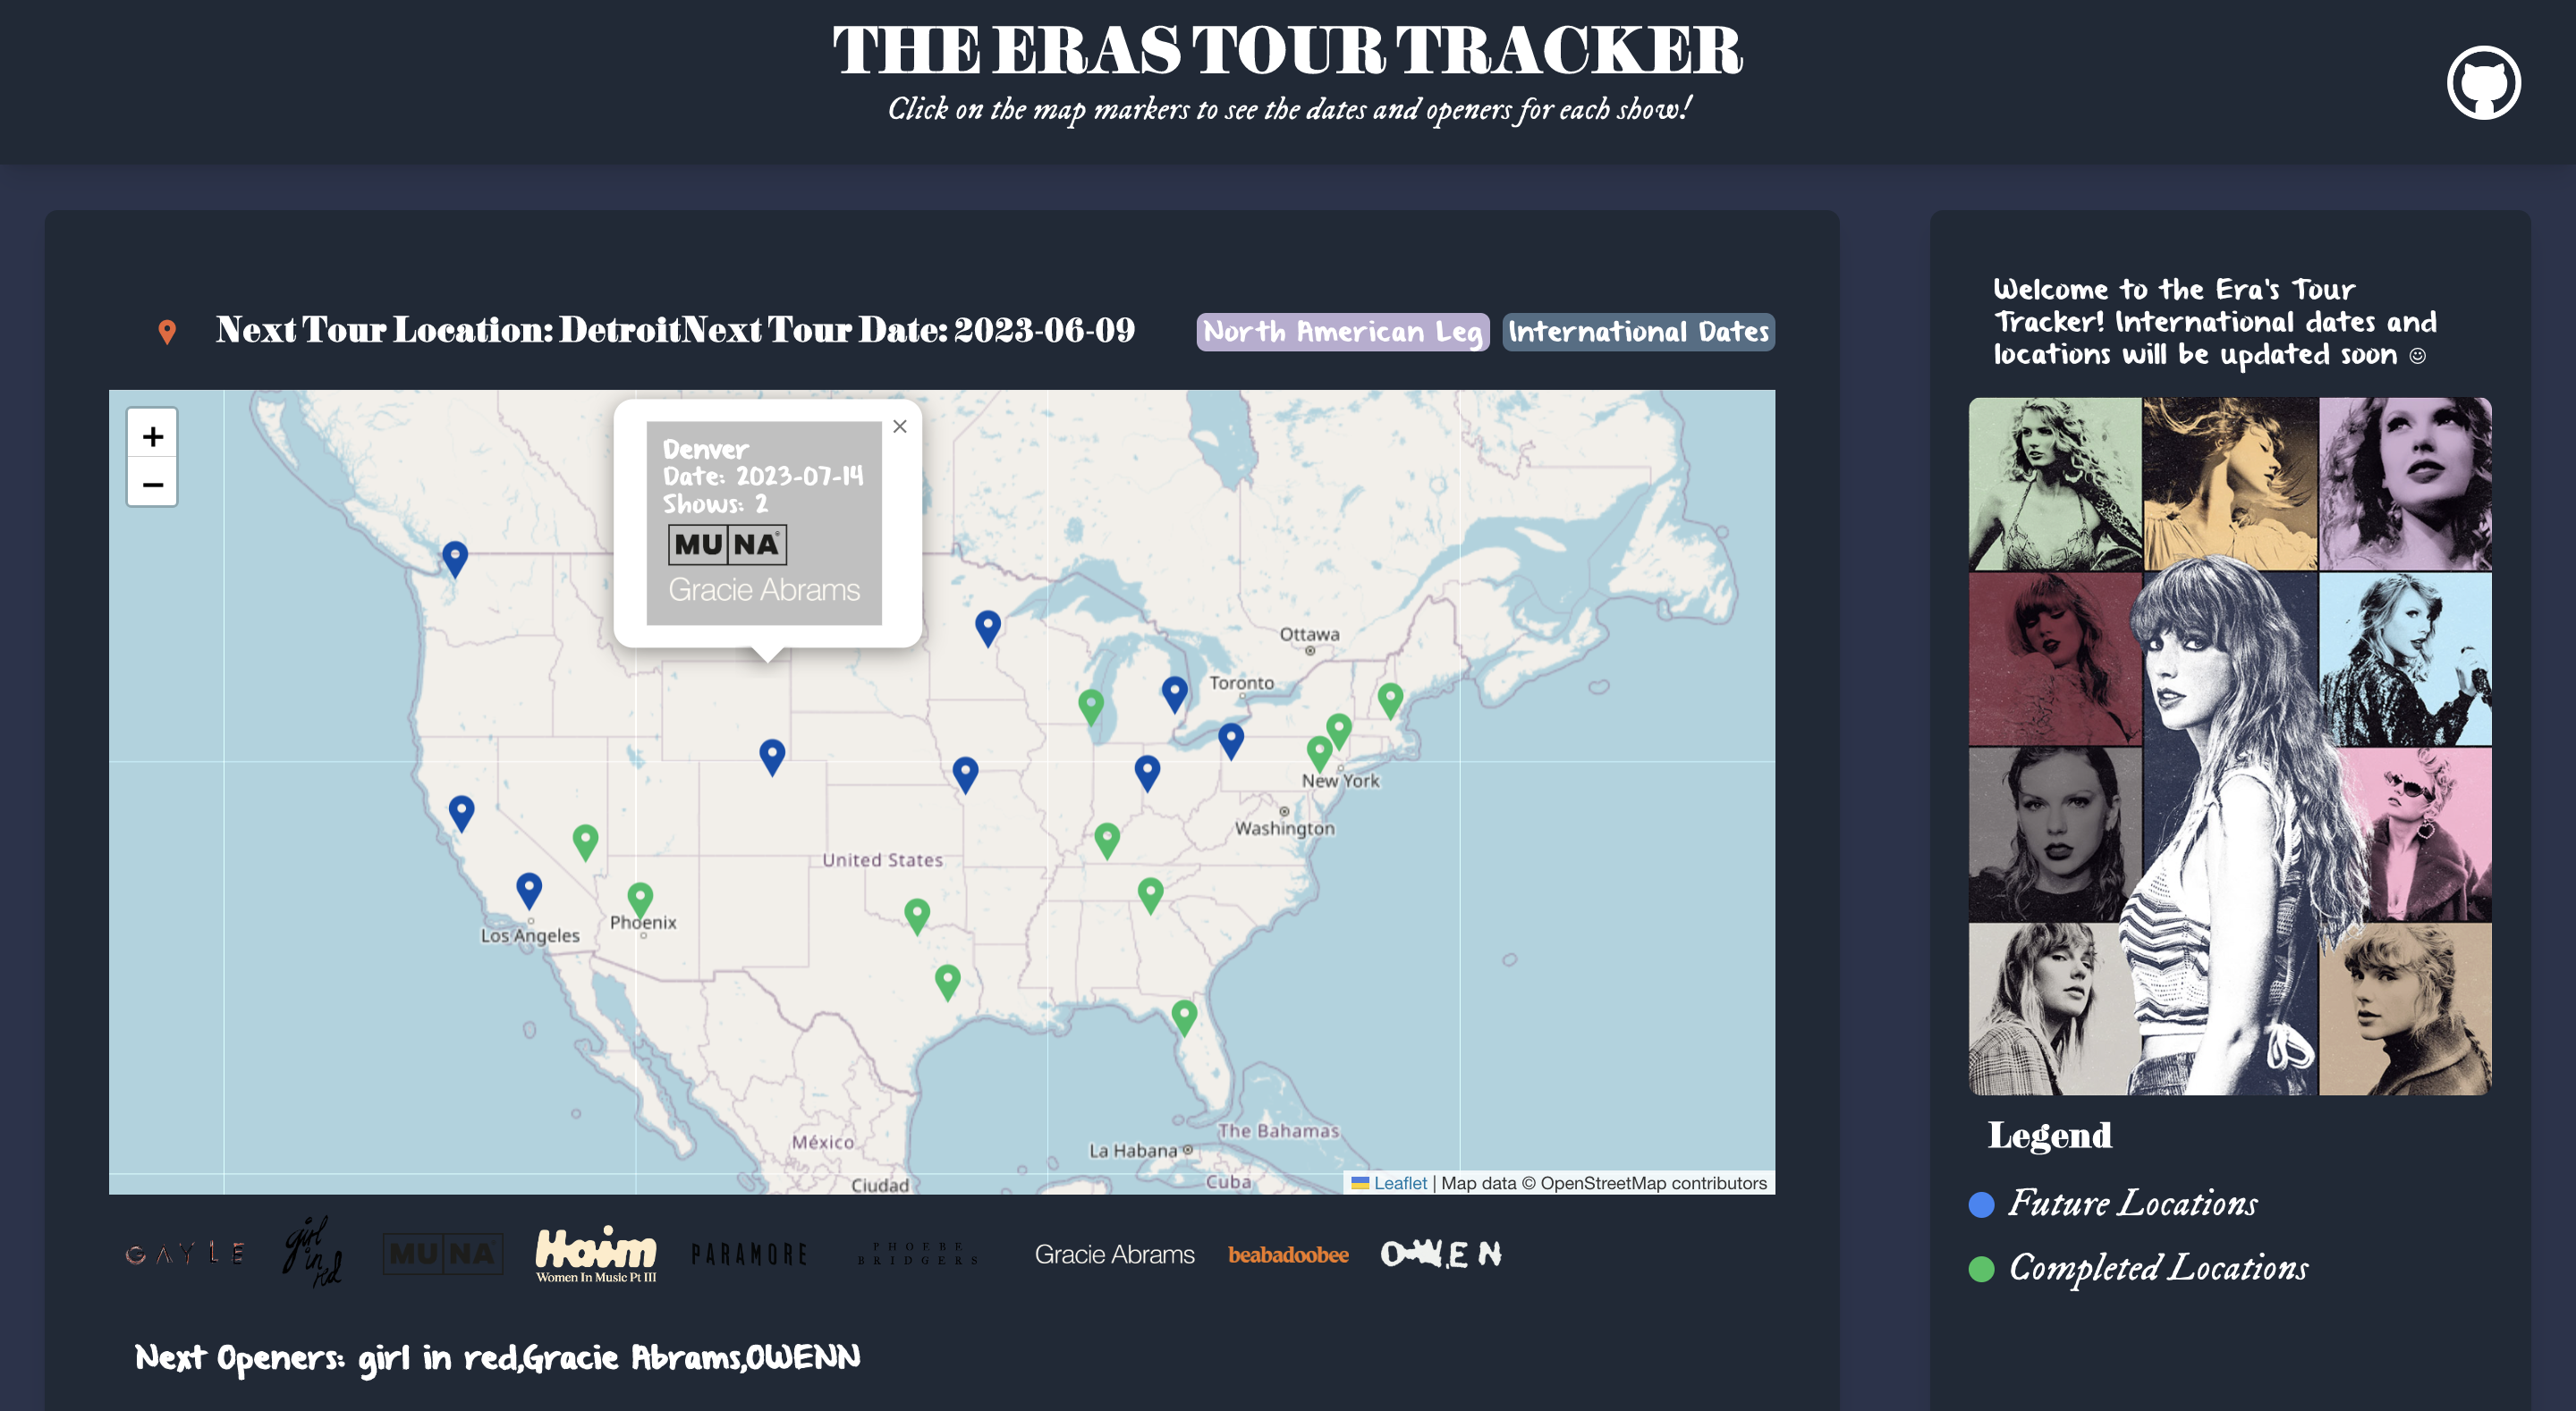 THE ERAS TOUR TRACKER
Click on the map markers to see the dates and openers for each show!
Next Tour Location: DetroitNext Tour Date: 2023-06-09
North American Leg
International Dates
+
−
×
Denver
Date: 2023-07-14
Shows: 2
MUNA
Gracie Abrams
Ottawa
Toronto
New York
Washington
United States
Los Angeles
Phoenix
México
Ciudad
La Habana
The Bahamas
Cuba
Leaflet | Map data © OpenStreetMap contributors
GAYLE
girl
in
red
MUNA
Haim
Women In Music Pt III
PARAMORE
PHOEBE
BRIDGERS
Gracie Abrams
beabadoobee
OWENN
Next Openers: girl in red,Gracie Abrams,OWENN
Welcome to the Era's Tour
Tracker! International dates and
locations will be updated soon ☺
Legend
Future Locations
Completed Locations